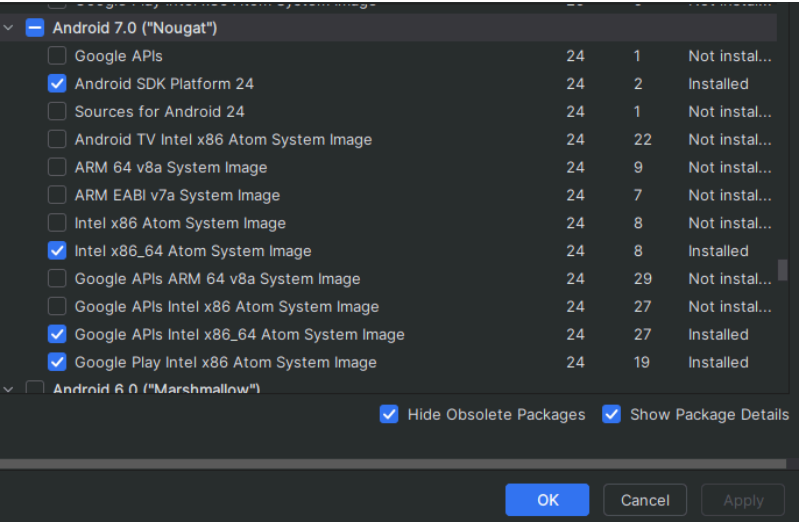 Android 7.0 ("Nougat")
Google APIs 24 1 Not instal...
Android SDK Platform 24 24 2 Installed
Sources for Android 24 24 1 Not instal...
Android TV Intel x86 Atom System Image 24 22 Not instal...
ARM 64 v8a System Image 24 9 Not instal...
ARM EABI v7a System Image 24 7 Not instal...
Intel x86 Atom System Image 24 8 Not instal...
Intel x86_64 Atom System Image 24 8 Installed
Google APIs ARM 64 v8a System Image 24 29 Not instal...
Google APIs Intel x86 Atom System Image 24 27 Not instal...
Google APIs Intel x86_64 Atom System Image 24 27 Installed
Google Play Intel x86 Atom System Image 24 19 Installed
Android 6.0 ("Marshmallow")
Hide Obsolete Packages Show Package Details
OK Cancel Apply